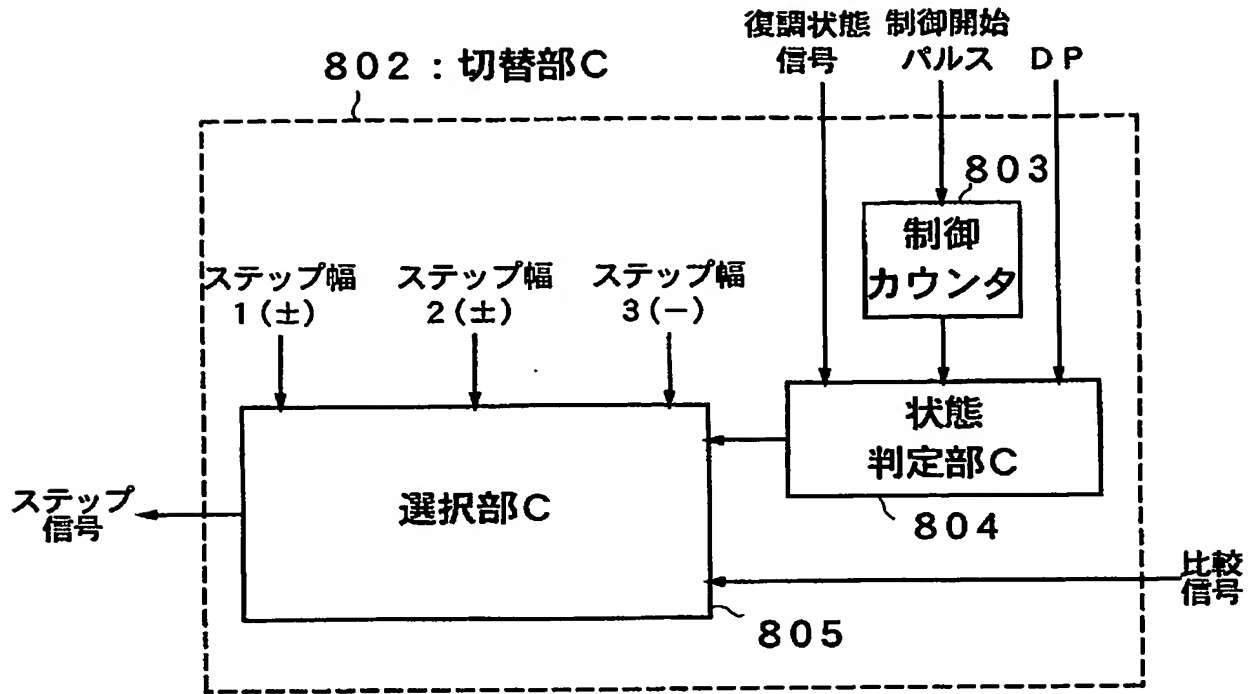 復調状態
信号
制御開始
パルス
ＤＰ
８０２：切替部Ｃ
８０３
制御
カウンタ
ステップ幅
１(±)
ステップ幅
２(±)
ステップ幅
３(−)
状態
判定部Ｃ
８０４
選択部Ｃ
８０５
ステップ
信号
比較
信号